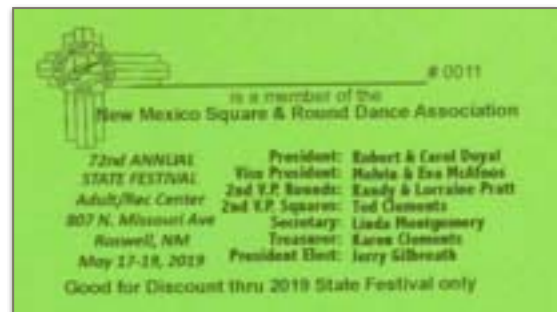 # 0011
is a member of the
New Mexico Square & Round Dance Association
72nd ANNUAL
STATE FESTIVAL
Adult/Rec Center
807 N. Missouri Ave
Roswell, NM
May 17-19, 2019
President: Robert & Carol Doyal
Vice President: Melvin & Eva McAfoos
2nd V.P. Rounds: Randy & Lorraine Pratt
2nd V.P. Squares: Ted Clements
Secretary: Linda Montgomery
Treasurer: Karen Clements
President Elect: Jerry Gilbreath
Good for Discount thru 2019 State Festival only